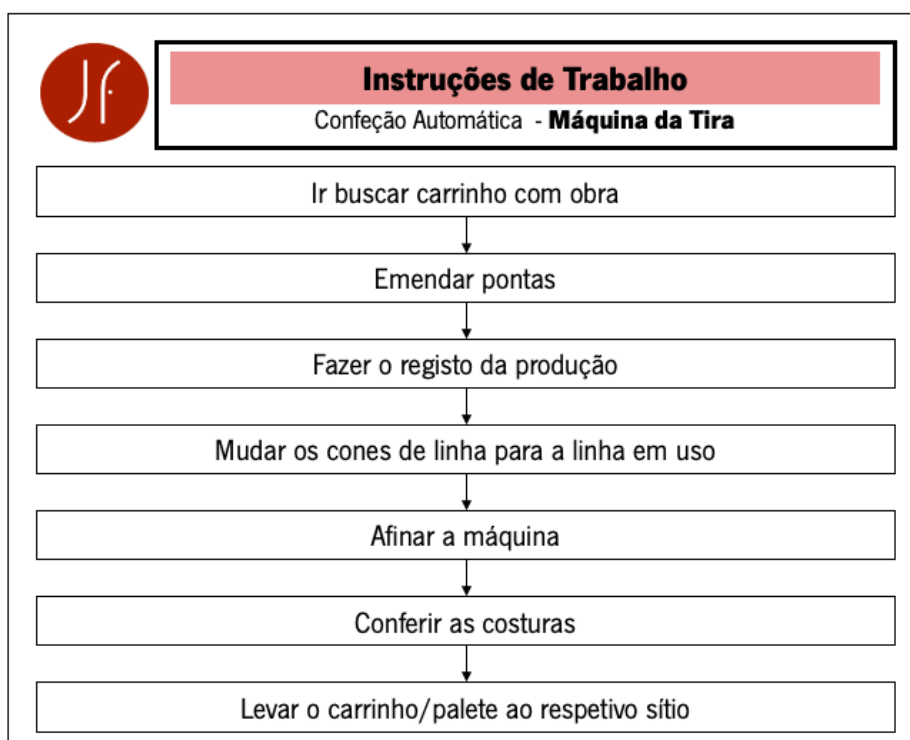 JF
Instruções de Trabalho
Confeção Automática - Máquina da Tira
Ir buscar carrinho com obra
Emendar pontas
Fazer o registo da produção
Mudar os cones de linha para a linha em uso
Afinar a máquina
Conferir as costuras
Levar o carrinho/palete ao respetivo sítio